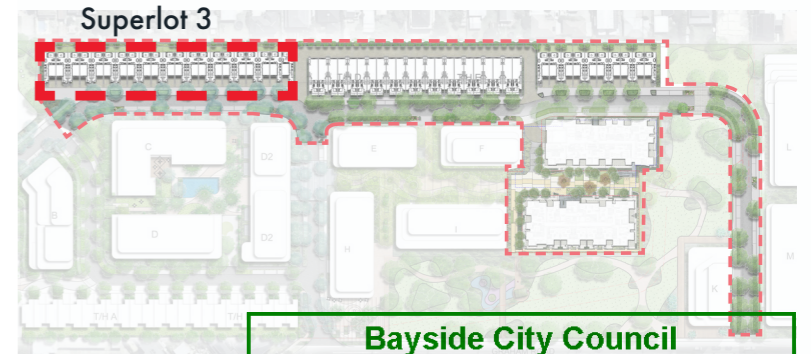 Superlot 3
C
D2
E
F
L
B
D
D2
H
I
M
K
T/H A
T/H
Bayside City Council